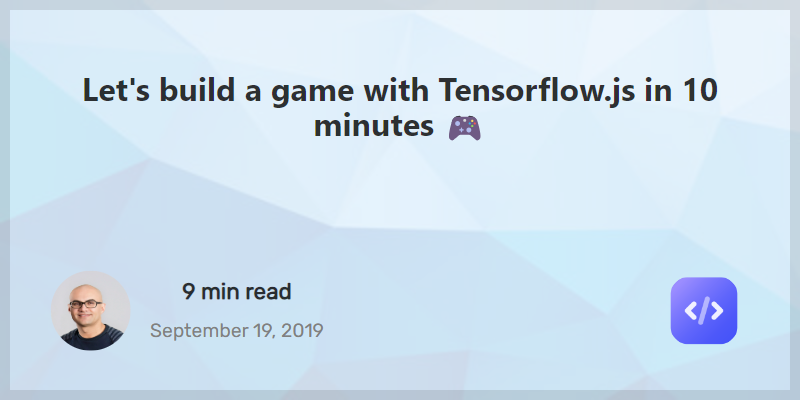 Let's build a game with Tensorflow.js in 10
minutes 🎮
9 min read
September 19, 2019